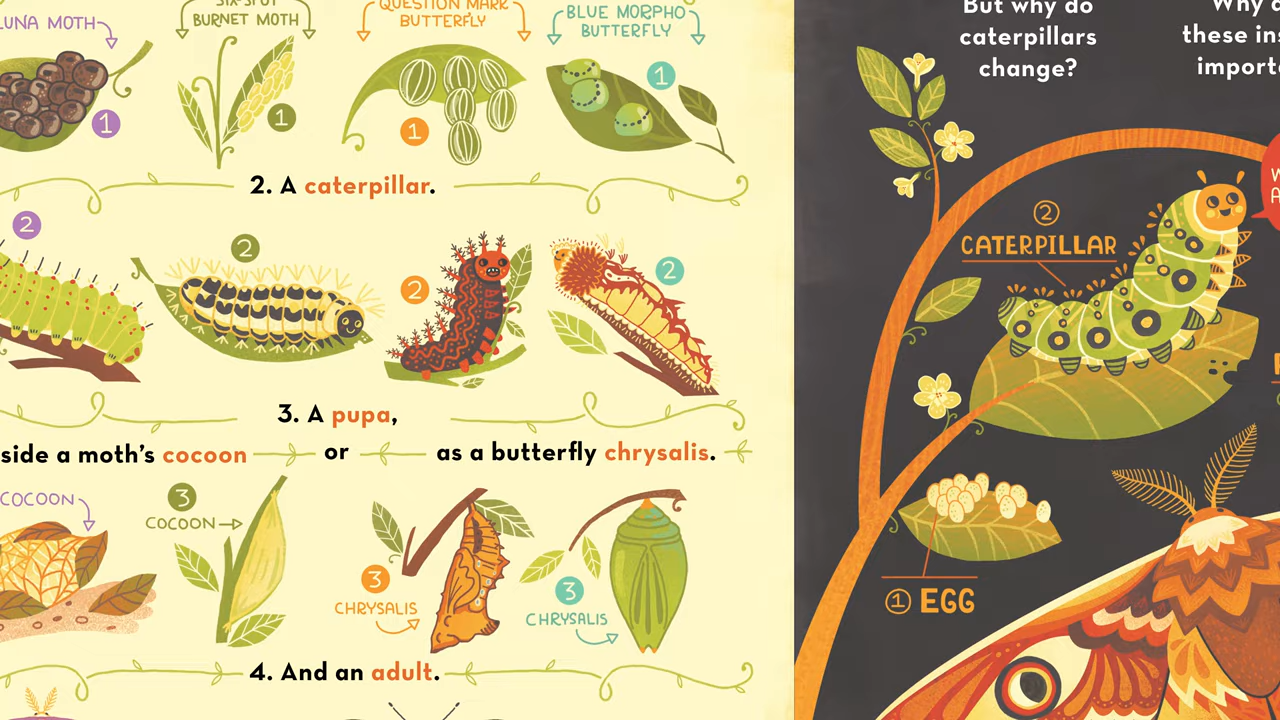 LUNA MOTH
SIX-SPOT
BURNET MOTH
QUESTION MARK
BUTTERFLY
BLUE MORPHO
BUTTERFLY
1
1
1
1
2. A caterpillar.
2
2
2
2
3. A pupa,
side a moth's cocoon
or
as a butterfly chrysalis.
COCOON
3
COCOON
3
CHRYSALIS
3
CHRYSALIS
4. And an adult.
But why do
caterpillars
change?
Why
these
2
CATERPILLAR
1 EGG